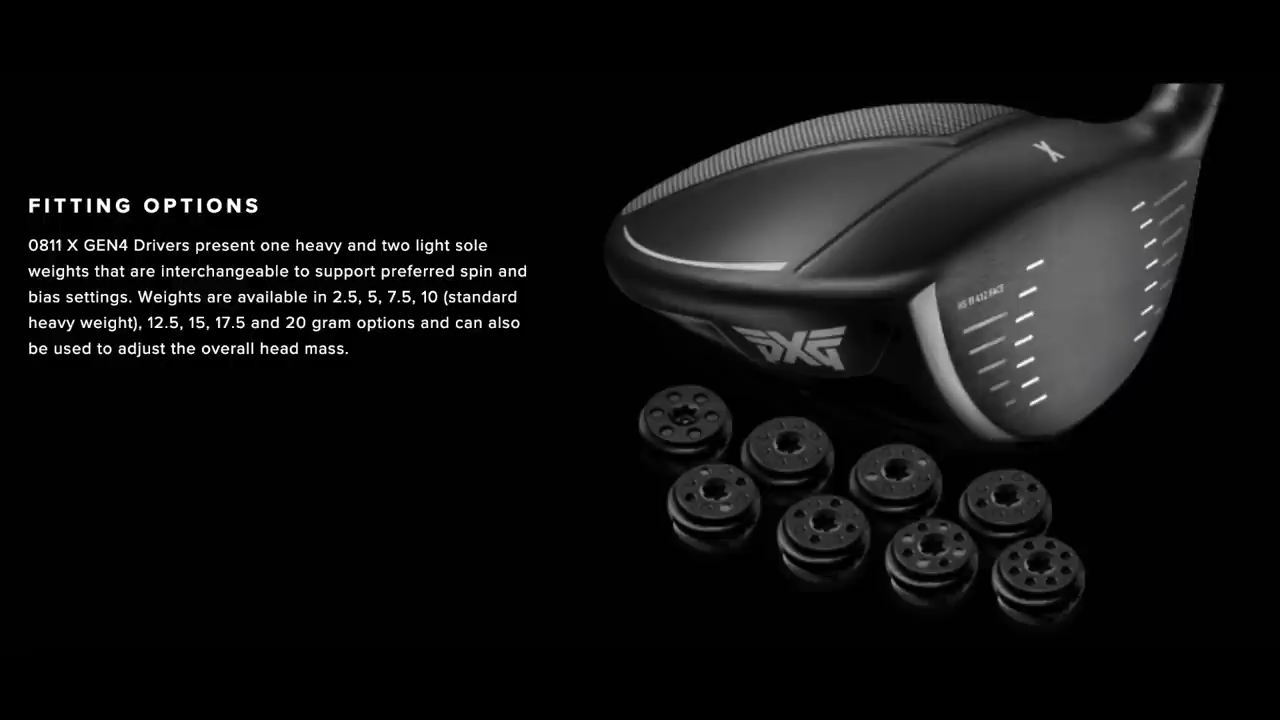 FITTING OPTIONS
0811 X GEN4 Drivers present one heavy and two light sole
weights that are interchangeable to support preferred spin and
bias settings. Weights are available in 2.5, 5, 7.5, 10 (standard
heavy weight), 12.5, 15, 17.5 and 20 gram options and can also
be used to adjust the overall head mass.
X
PXG